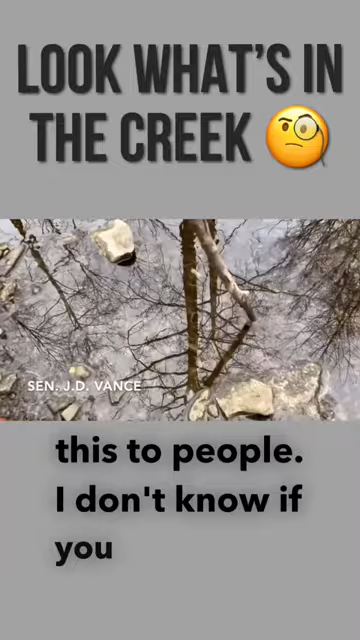 LOOK WHAT'S IN
THE CREEK 🧐
SEN. J.D. VANCE
this to people.
I don't know if
you